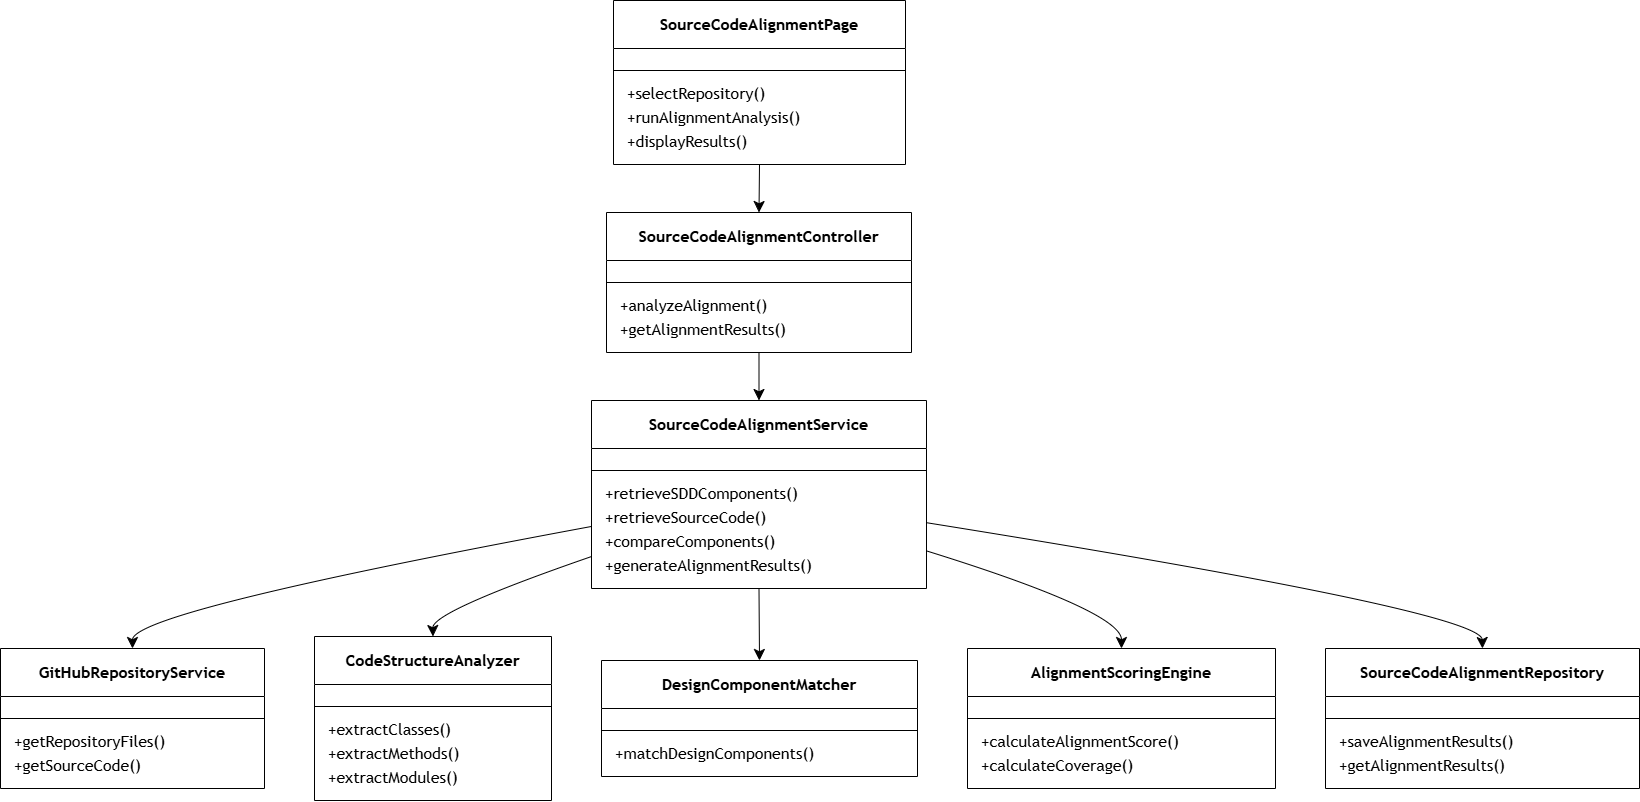 SourceCodeAlignmentPage
+selectRepository()
+runAlignmentAnalysis()
+displayResults()
SourceCodeAlignmentController
+analyzeAlignment()
+getAlignmentResults()
SourceCodeAlignmentService
+retrieveSDDComponents()
+retrieveSourceCode()
+compareComponents()
+generateAlignmentResults()
GitHubRepositoryService
+getRepositoryFiles()
+getSourceCode()
CodeStructureAnalyzer
+extractClasses()
+extractMethods()
+extractModules()
DesignComponentMatcher
+matchDesignComponents()
AlignmentScoringEngine
+calculateAlignmentScore()
+calculateCoverage()
SourceCodeAlignmentRepository
+saveAlignmentResults()
+getAlignmentResults()